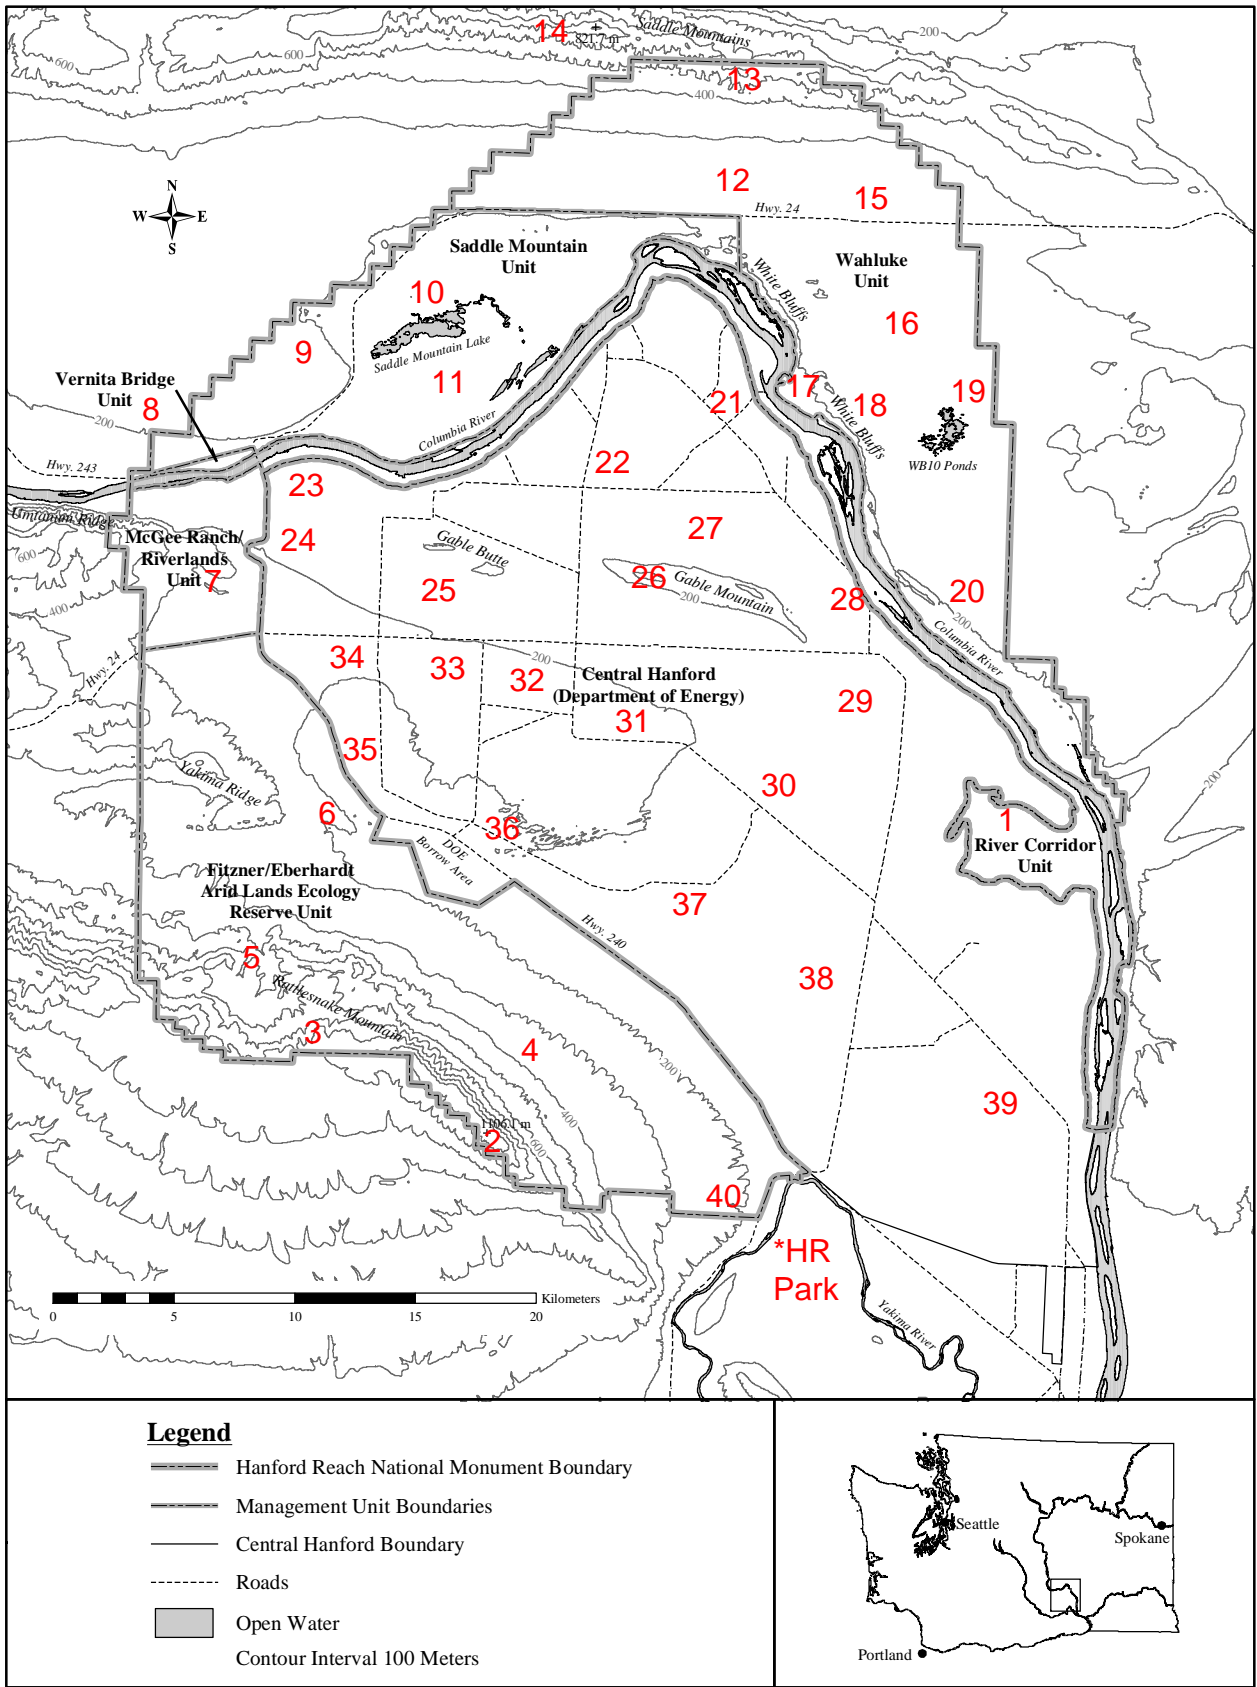 14
821.7 m
Saddle Mountains
200
600
600
13
400
12
15
Hwy. 24
N
W
E
S
Saddle Mountain
Unit
Wahluke
Unit
White Bluffs
10
16
Saddle Mountain Lake
9
11
Vernita Bridge
Unit
8
200
17
18
19
21
White Bluffs
WB10 Ponds
Columbia River
22
Hwy. 243
23
Umtanum Ridge
McGee Ranch/
Riverlands
Unit
7
600
400
24
27
Gable Butte
25
26
Gable Mountain
200
28
20
200
Columbia River
Hwy. 24
34
33
32
200
Central Hanford
(Department of Energy)
31
29
35
30
Yakima Ridge
6
200
1
River Corridor
Unit
36
DOE
Borrow Area
Fitzner/Eberhardt
Arid Lands Ecology
Reserve Unit
37
Hwy. 240
5
Rattlesnake Mountain
38
3
4
200
39
400
1106.1 m
2
600
40
*HR
Park
Yakima River
Kilometers
0
5
10
15
20
Legend
Hanford Reach National Monument Boundary
Management Unit Boundaries
Central Hanford Boundary
Roads
Open Water
Contour Interval 100 Meters
Seattle
Spokane
Portland